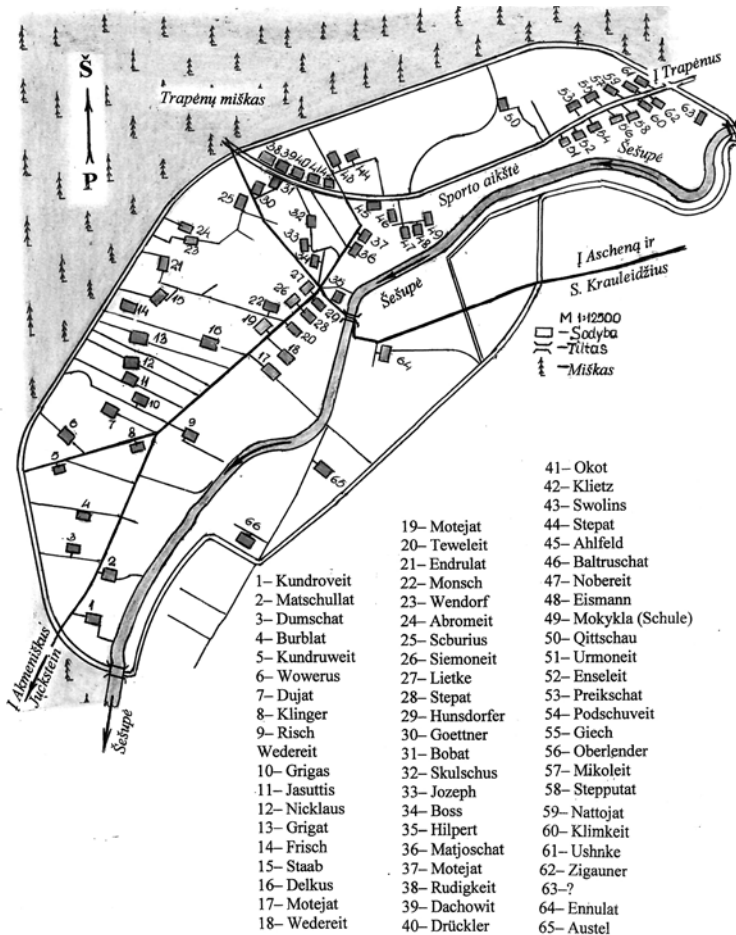 Š
P
Trapėnų miškas
Į Trapėnus
Sporto aikštė
Šešupė
Šešupė
Į Ascheną ir
S. Krauleidžius
M 1:12500
– Sodyba
– Tiltas
– Miškas
Į Akmeniškus
Juckstein
Šešupė
1– Kundroveit
2– Matschullat
3– Dumschat
4– Burblat
5– Kundruweit
6– Wowerus
7– Dujat
8– Klinger
9– Risch
Wedereit
10– Grigas
11– Jasuttis
12– Nicklaus
13– Grigat
14– Frisch
15– Staab
16– Delkus
17– Motejat
18– Wedereit
19– Motejat
20– Teweleit
21– Endrulat
22– Monsch
23– Wendorf
24– Abromeit
25– Scburius
26– Siemoneit
27– Lietke
28– Stepat
29– Hunsdorfer
30– Goettner
31– Bobat
32– Skulschus
33– Jozeph
34– Boss
35– Hilpert
36– Matjoschat
37– Motejat
38– Rudigkeit
39– Dachowit
40– Drückler
41– Okot
42– Klietz
43– Swolins
44– Stepat
45– Ahlfeld
46– Baltruschat
47– Nobereit
48– Eismann
49– Mokykla (Schule)
50– Qittschau
51– Urmoneit
52– Enseleit
53– Preikschat
54– Podschuveit
55– Giech
56– Oberlender
57– Mikoleit
58– Stepputat
59– Nattojat
60– Klimkeit
61– Ushnke
62– Zigauner
63–?
64– Ennulat
65– Austel